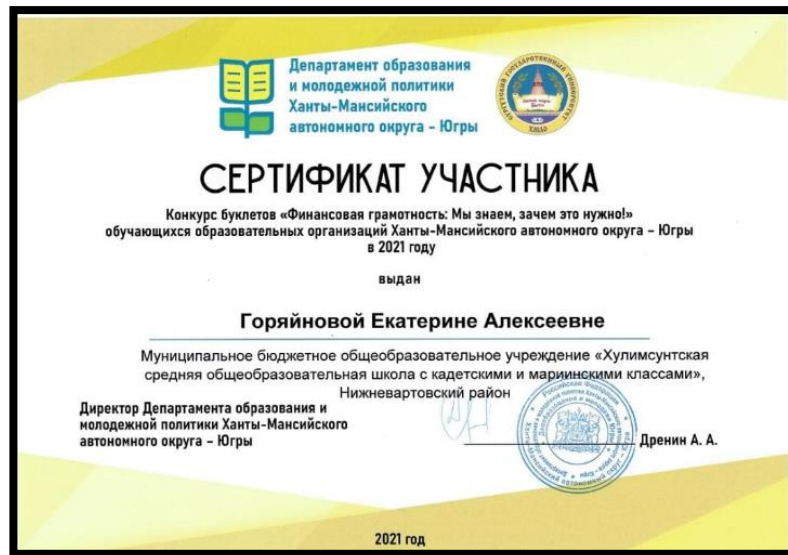 Департамент образования
и молодежной политики
Ханты-Мансийского
автономного округа – Югры
СЕРТИФИКАТ УЧАСТНИКА
Конкурс буклетов «Финансовая грамотность: Мы знаем, зачем это нужно!»
обучающихся образовательных организаций Ханты-Мансийского автономного округа – Югры
в 2021 году
выдан
Горяйновой Екатерине Алексеевне
Муниципальное бюджетное общеобразовательное учреждение «Хулимсунтская
средняя общеобразовательная школа с кадетскими и мариинскими классами»,
Нижневартовский район
Директор Департамента образования и
молодежной политики Ханты-Мансийского
автономного округа – Югры
Дренин А. А.
2021 год